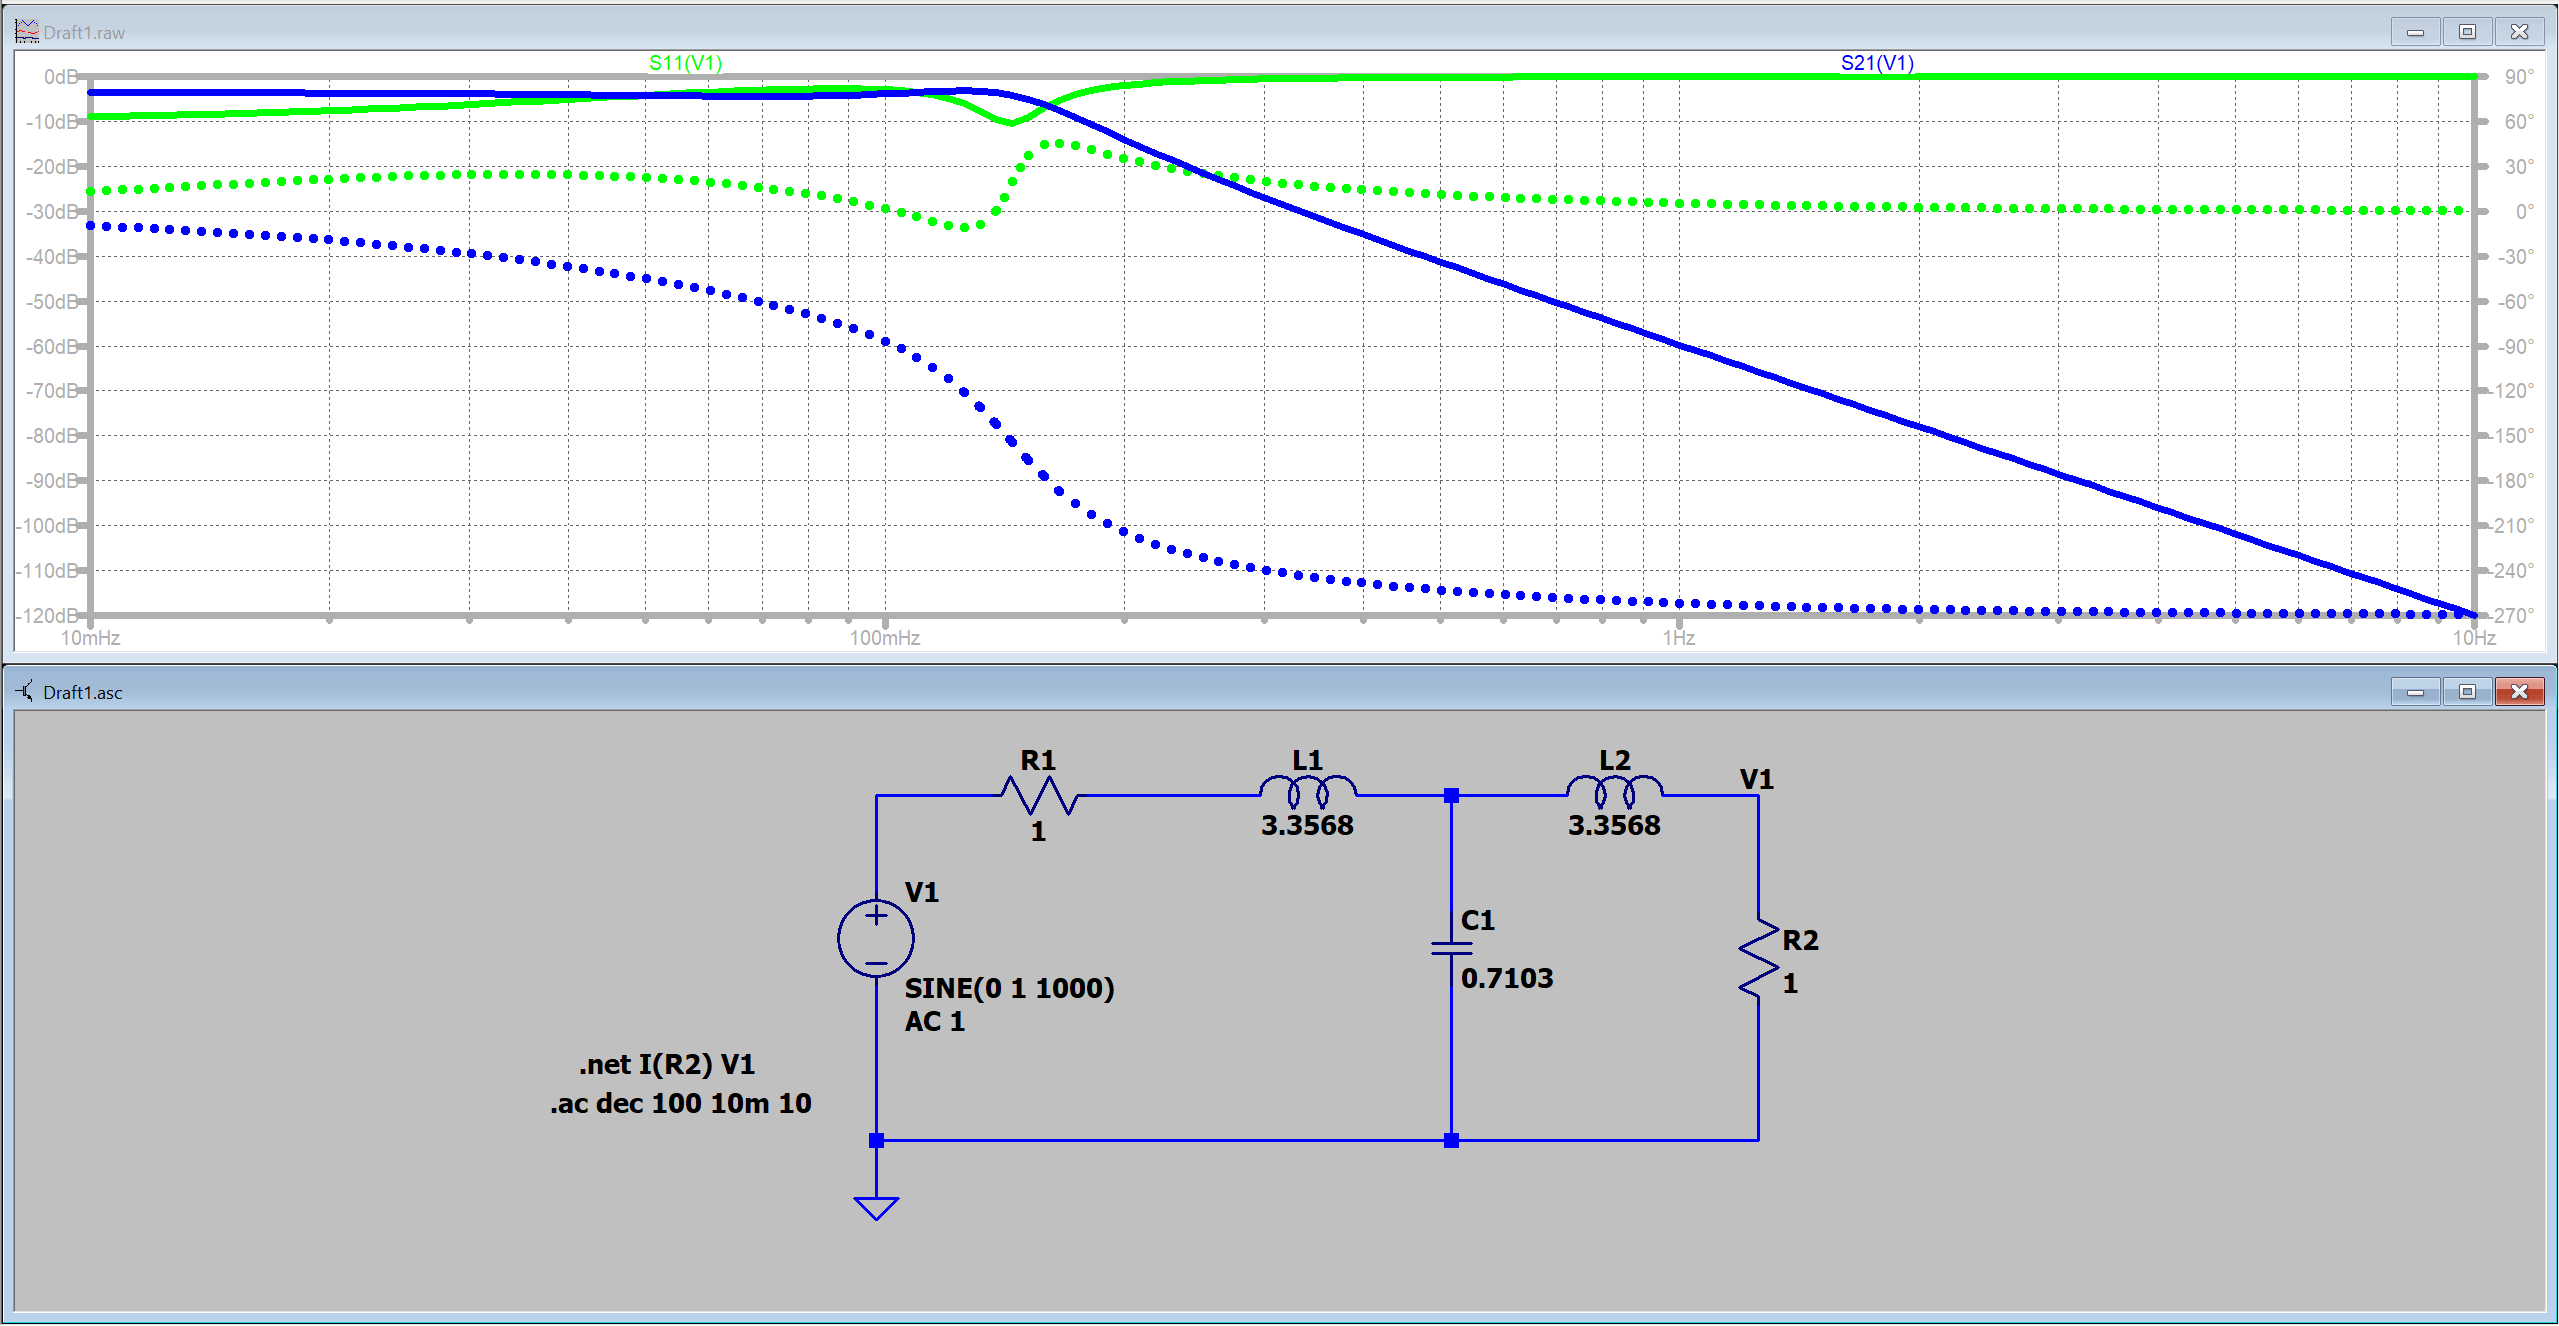 Draft1.raw
S11(V1) S21(V1)
0dB 90°
-10dB 60°
-20dB 30°
-30dB 0°
-40dB -30°
-50dB -60°
-60dB -90°
-70dB -120°
-80dB -150°
-90dB -180°
-100dB -210°
-110dB -240°
-120dB -270°
10mHz 100mHz 1Hz 10Hz
Draft1.asc
R1 L1 L2 V1
1 3.3568 3.3568
V1
C1
R2
0.7103
1
SINE(0 1 1000)
AC 1
.net I(R2) V1
.ac dec 100 10m 10